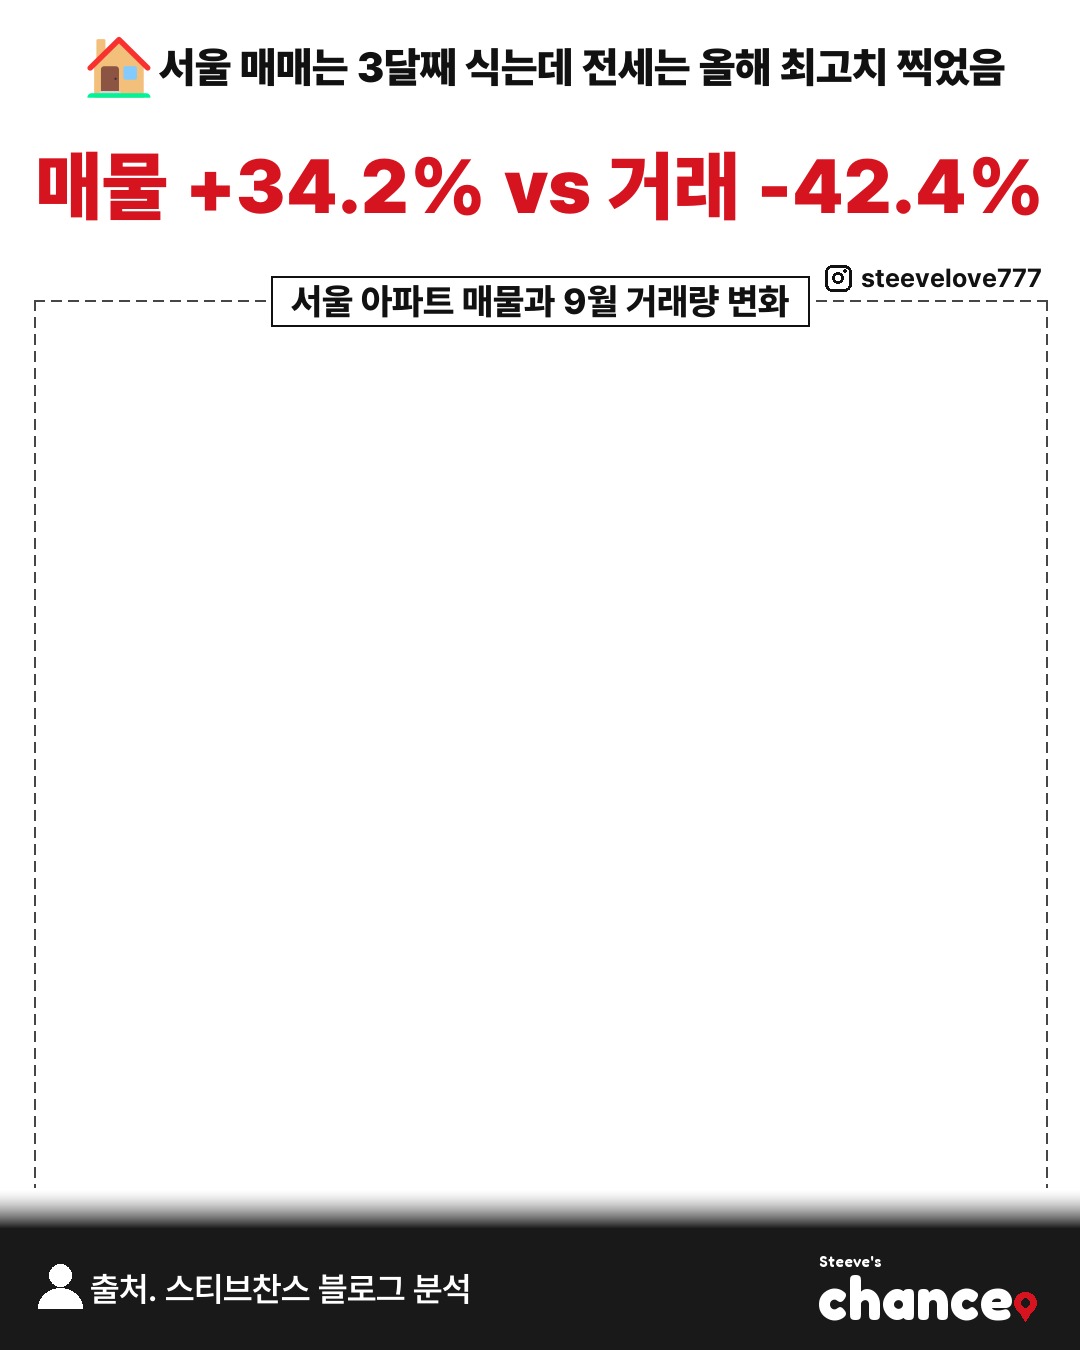 서울 매매는 3달째 식는데 전세는 올해 최고치 찍었음
매물 +34.2% vs 거래 -42.4%
steevelove777
서울 아파트 매물과 9월 거래량 변화
출처. 스티브찬스 블로그 분석
Steeve's
chance